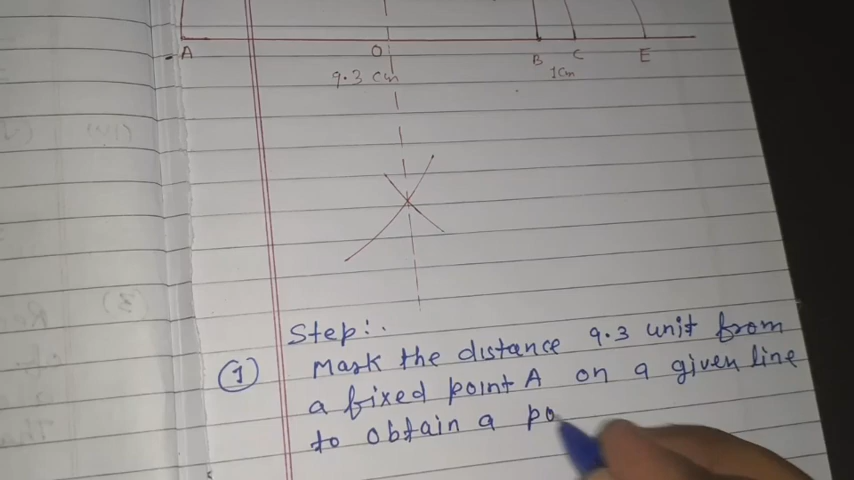 A O B C E
9.3 cm 1cm
Step:.
(1) Mark the distance 9.3 unit from
a fixed point A on a given line
to obtain a po